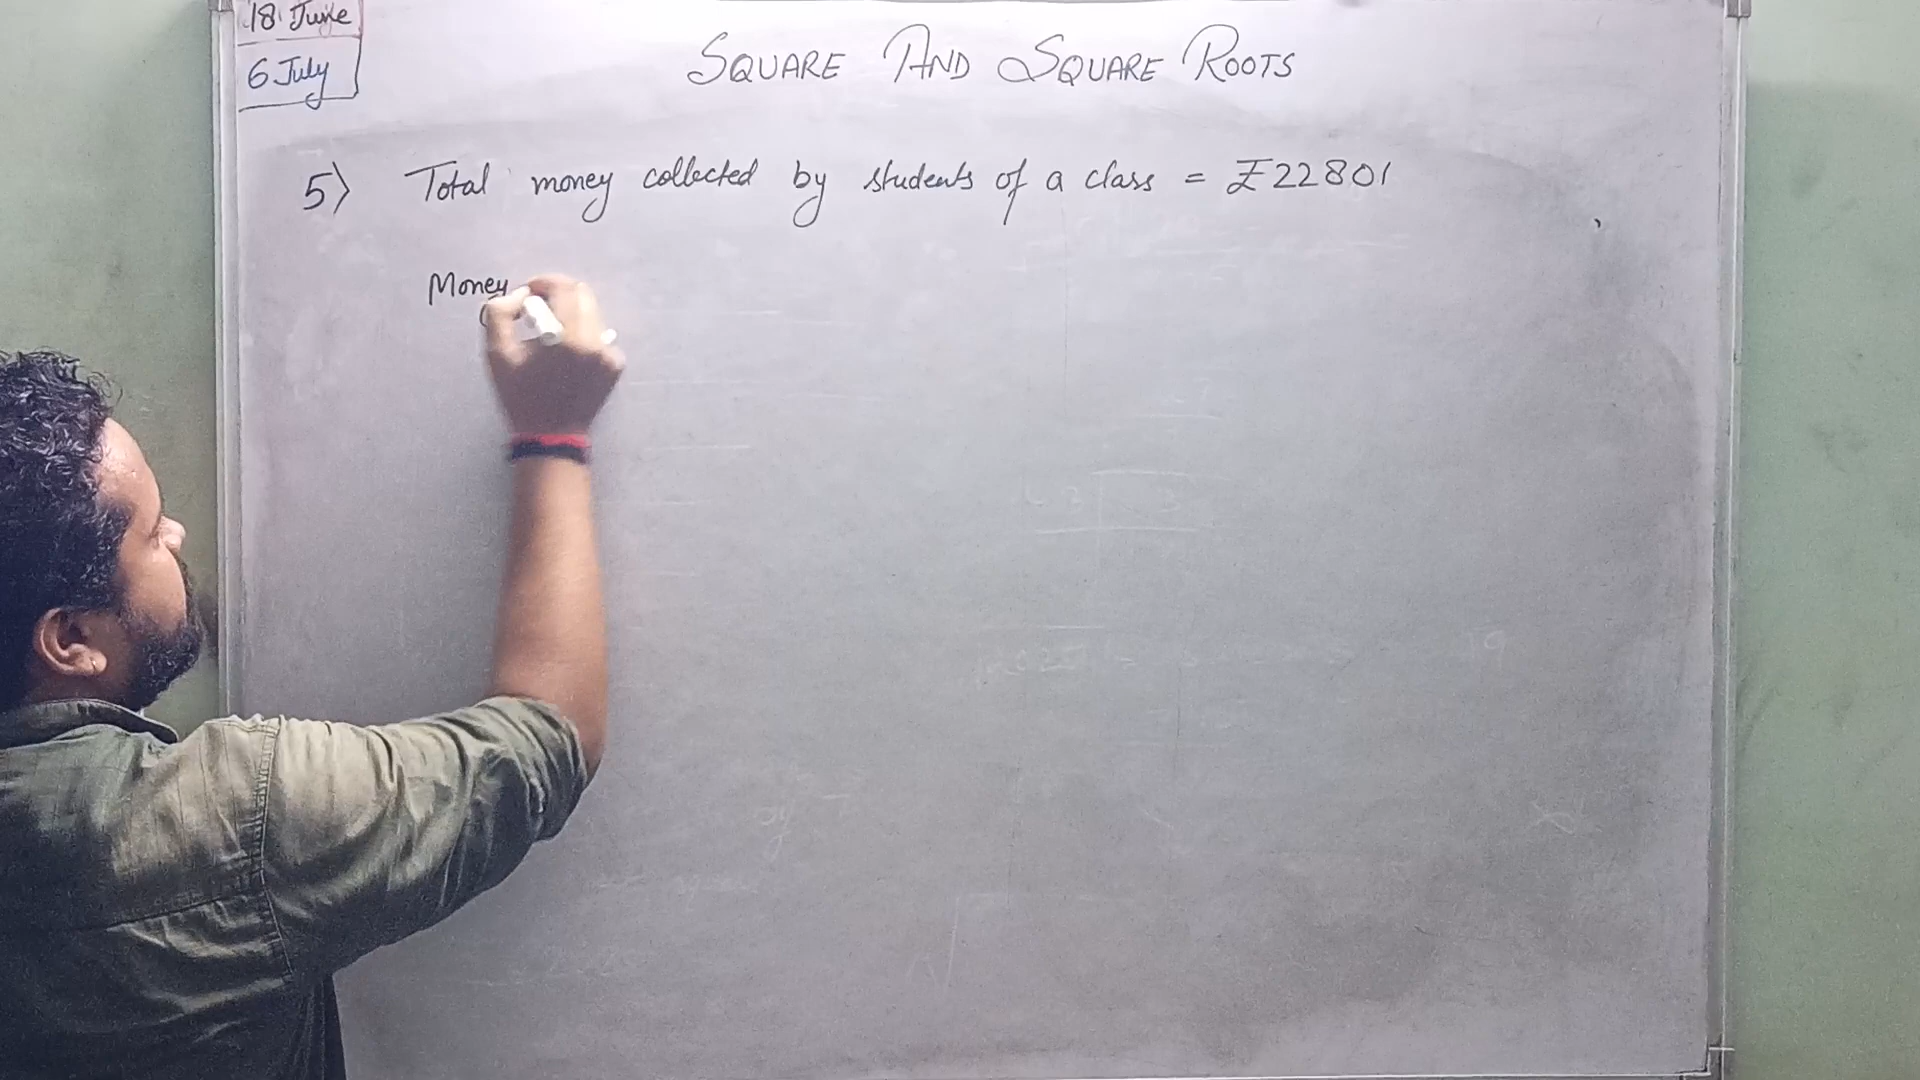 18 June
6 July
SQUARE AND SQUARE ROOTS
5) Total money collected by students of a class = ₹22801
Money